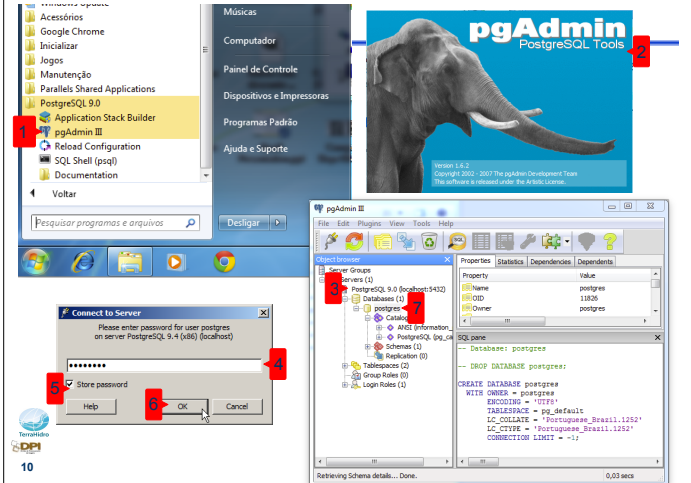 Windows Update
Acessórios
Google Chrome
Inicializar
Jogos
Manutenção
Parallels Shared Applications
PostgreSQL 9.0
Application Stack Builder
1
pgAdmin III
Reload Configuration
SQL Shell (psql)
Documentation
Voltar
Pesquisar programas e arquivos
Músicas
Computador
Painel de Controle
Dispositivos e Impressoras
Programas Padrão
Ajuda e Suporte
Desligar
pgAdmin
PostgreSQL Tools
2
Version 1.6.2
Copyright 2002 - 2007 The pgAdmin Development Team
This software is released under the Artistic License.
Connect to Server
Please enter password for user postgres
on server PostgreSQL 9.4 (x86) (localhost)
4
5
Store password
Help
6
OK
Cancel
pgAdmin III
File Edit Plugins View Tools Help
SQL
Object browser
Server Groups
Servers (1)
3
PostgreSQL 9.0 (localhost:5432)
Databases (1)
postgres
7
ANSI (information_
PostgreSQL (pg_ca
Schemas (1)
Replication (0)
Tablespaces (2)
Group Roles (0)
Login Roles (1)
Properties Statistics Dependencies Dependents
Property Value
Name postgres
OID 11826
Owner postgres
SQL pane
-- Database: postgres
-- DROP DATABASE postgres;
CREATE DATABASE postgres
WITH OWNER = postgres
ENCODING = 'UTF8'
TABLESPACE = pg_default
LC_COLLATE = 'Portuguese_Brazil.1252'
LC_CTYPE = 'Portuguese_Brazil.1252'
CONNECTION LIMIT = -1;
Retrieving Schema details... Done.
0,03 secs
TerraHidro
DPI
10